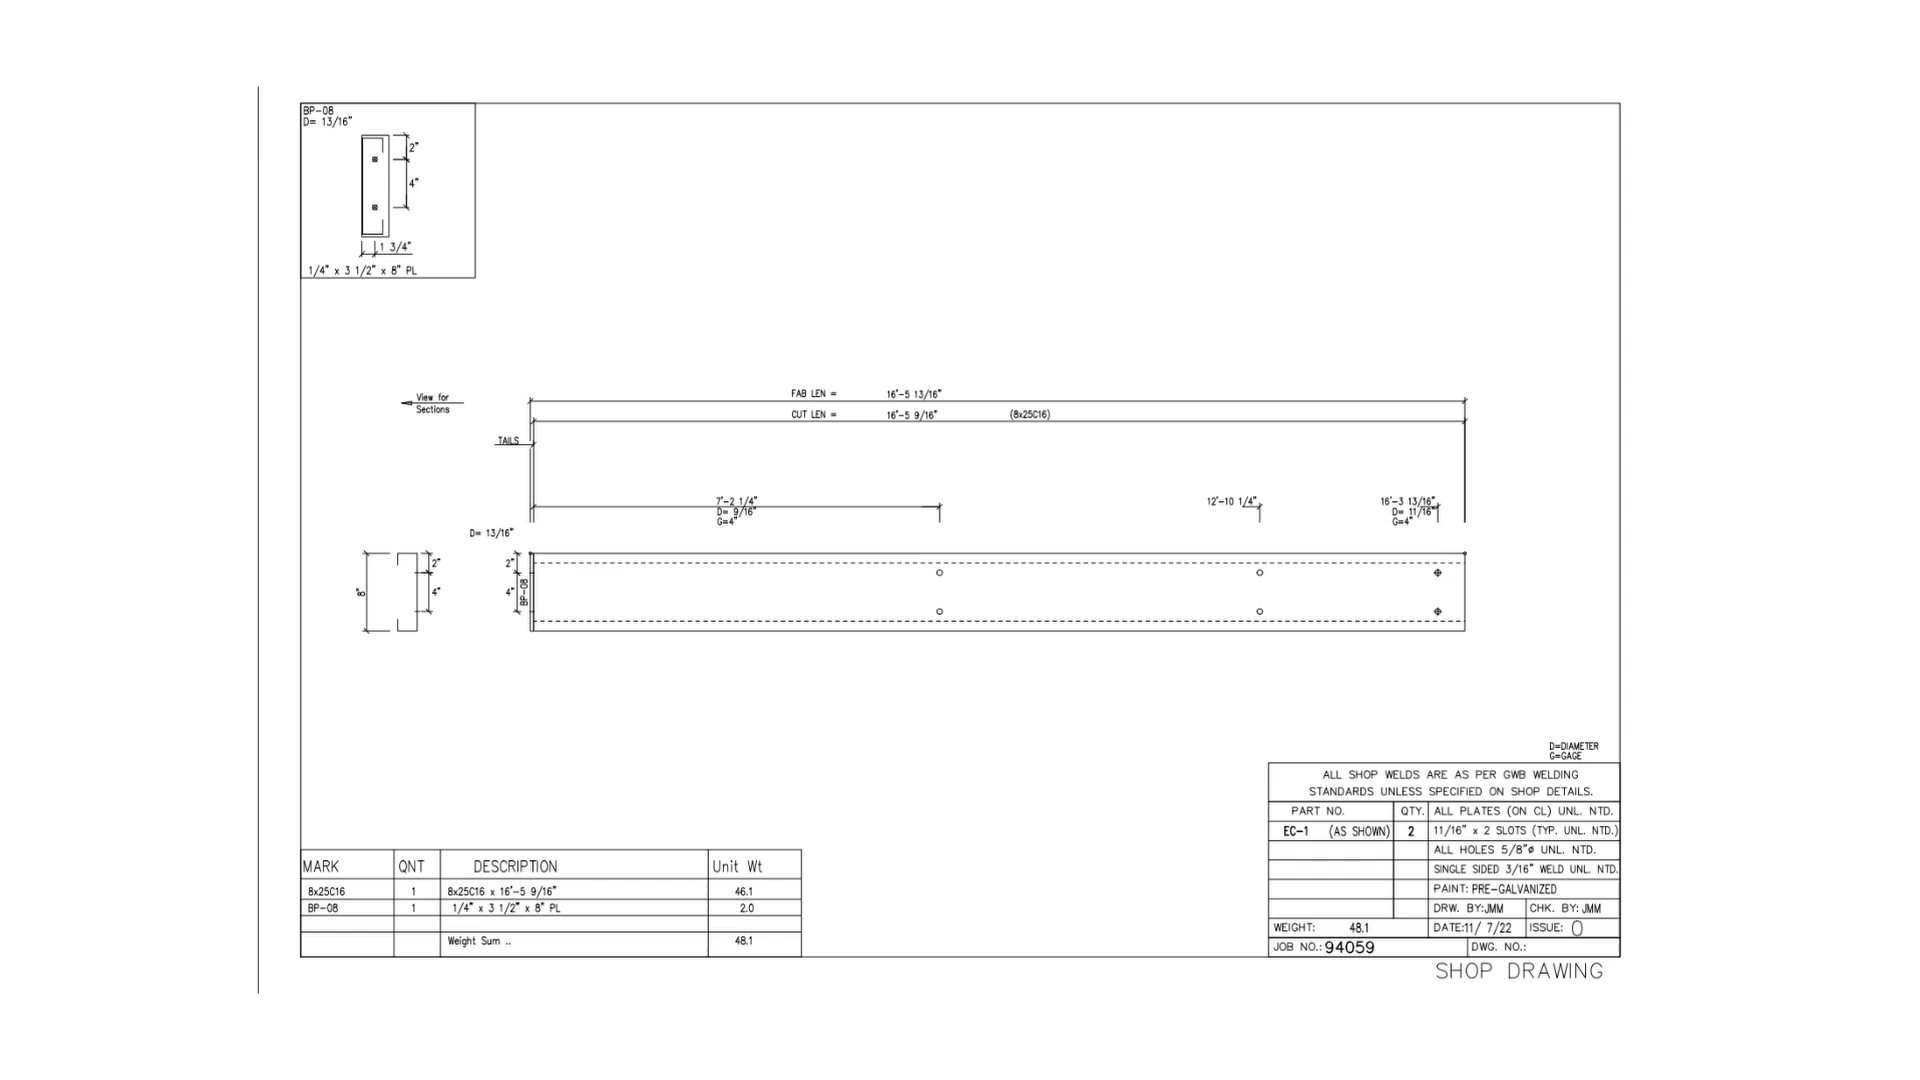 BP-08
D= 13/16"
2"
4"
1 3/4"
1/4" x 3 1/2" x 8" PL
View for
Sections
FAB LEN = 16'-5 13/16"
CUT LEN = 16'-5 9/16" (8x25C16)
TAILS
7'-2 1/4"
D= 9/16"
G=4"
12'-10 1/4"
16'-3 13/16"
D= 11/16"
G=4"
D= 13/16"
8"
2"
4"
2"
4"
BP-08
D=DIAMETER
G=GAGE
ALL SHOP WELDS ARE AS PER GWB WELDING
STANDARDS UNLESS SPECIFIED ON SHOP DETAILS.
PART NO. QTY. ALL PLATES (ON CL) UNL. NTD.
EC-1 (AS SHOWN) 2 11/16" x 2 SLOTS (TYP. UNL. NTD.)
ALL HOLES 5/8"ø UNL. NTD.
SINGLE SIDED 3/16" WELD UNL. NTD.
PAINT: PRE-GALVANIZED
DRW. BY:JMM CHK. BY: JMM
WEIGHT: 48.1 DATE:11/ 7/22 ISSUE: 0
JOB NO.: 94059 DWG. NO.:
SHOP DRAWING
MARK QNT DESCRIPTION Unit Wt
8x25C16 1 8x25C16 x 16'-5 9/16" 46.1
BP-08 1 1/4" x 3 1/2" x 8" PL 2.0
Weight Sum .. 48.1